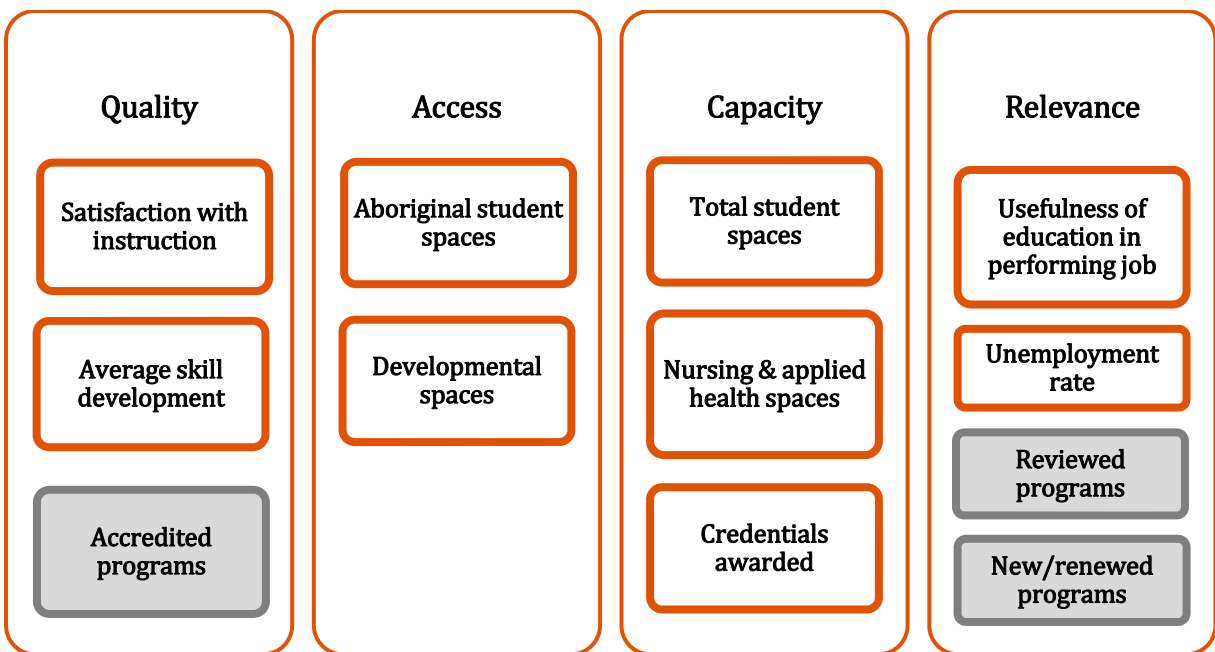 Quality
Satisfaction with
instruction
Average skill
development
Accredited
programs
Access
Aboriginal student
spaces
Developmental
spaces
Capacity
Total student
spaces
Nursing & applied
health spaces
Credentials
awarded
Relevance
Usefulness of
education in
performing job
Unemployment
rate
Reviewed
programs
New/renewed
programs